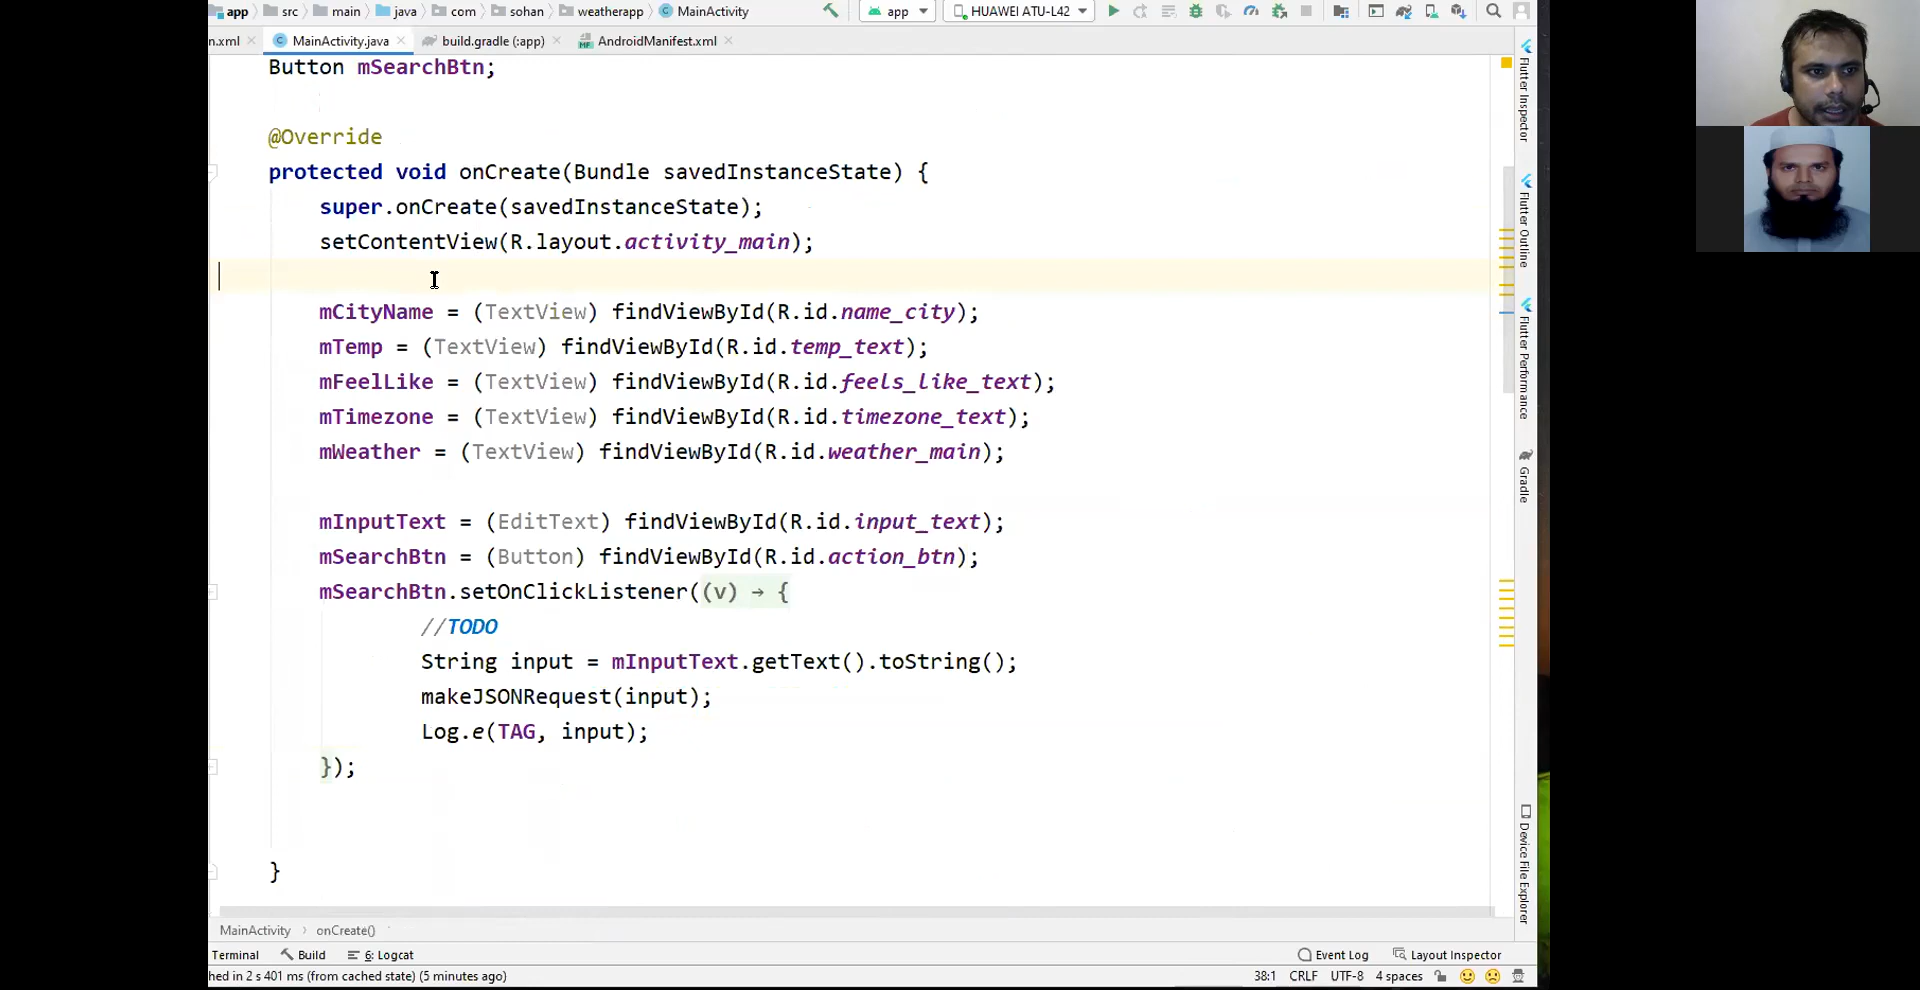 app src main java com sohan weatherapp MainActivity app HUAWEI ATU-L42
n.xml MainActivity.java build.gradle (:app) AndroidManifest.xml
Button mSearchBtn;
@Override
protected void onCreate(Bundle savedInstanceState) {
super.onCreate(savedInstanceState);
setContentView(R.layout.activity_main);
mCityName = (TextView) findViewById(R.id.name_city);
mTemp = (TextView) findViewById(R.id.temp_text);
mFeelLike = (TextView) findViewById(R.id.feels_like_text);
mTimezone = (TextView) findViewById(R.id.timezone_text);
mWeather = (TextView) findViewById(R.id.weather_main);
mInputText = (EditText) findViewById(R.id.input_text);
mSearchBtn = (Button) findViewById(R.id.action_btn);
mSearchBtn.setOnClickListener((v) → {
//TODO
String input = mInputText.getText().toString();
makeJSONRequest(input);
Log.e(TAG, input);
});
}
MainActivity › onCreate()
Terminal Build 6: Logcat Event Log Layout Inspector
hed in 2 s 401 ms (from cached state) (5 minutes ago) 38:1 CRLF UTF-8 4 spaces
Flutter Inspector
Flutter Outline
Flutter Performance
Gradle
Device File Explorer